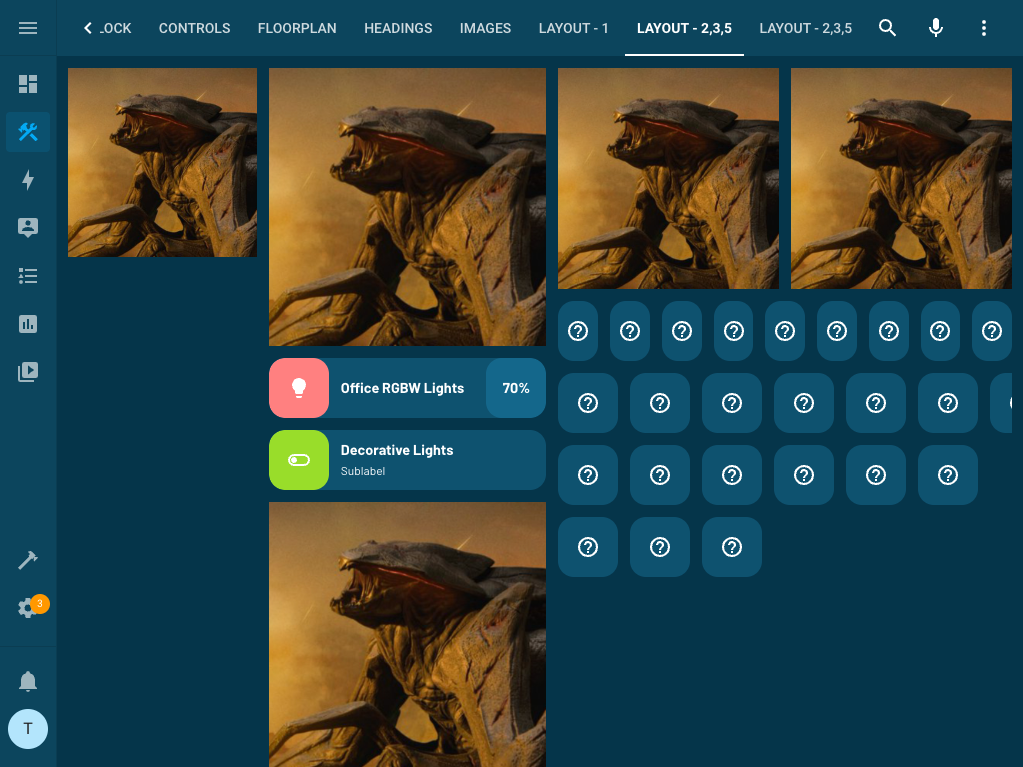 LOCK
CONTROLS
FLOORPLAN
HEADINGS
IMAGES
LAYOUT - 1
LAYOUT - 2,3,5
LAYOUT - 2,3,5
Office RGBW Lights
70%
Decorative Lights
Sublabel
3
T